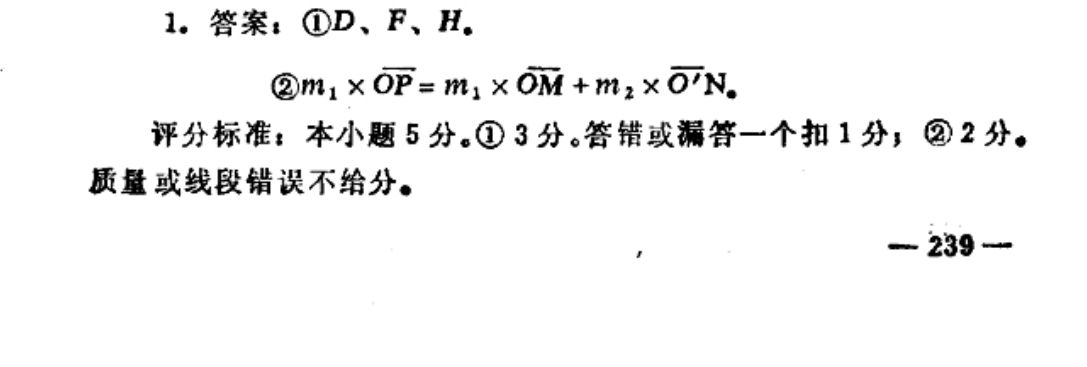 1. 答案：①D、F、H。
②m₁×O̅P̅=m₁×O̅M̅+m₂×O̅′̅N。
评分标准：本小题5分。①3分。答错或漏答一个扣1分；②2分。
质量或线段错误不给分。
— 239 —